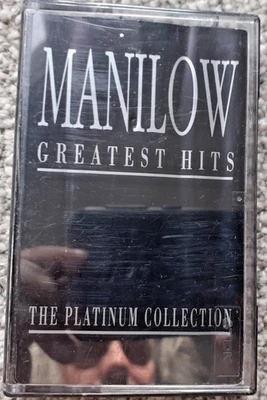 MANILOW
GREATEST HITS
THE PLATINUM COLLECTION